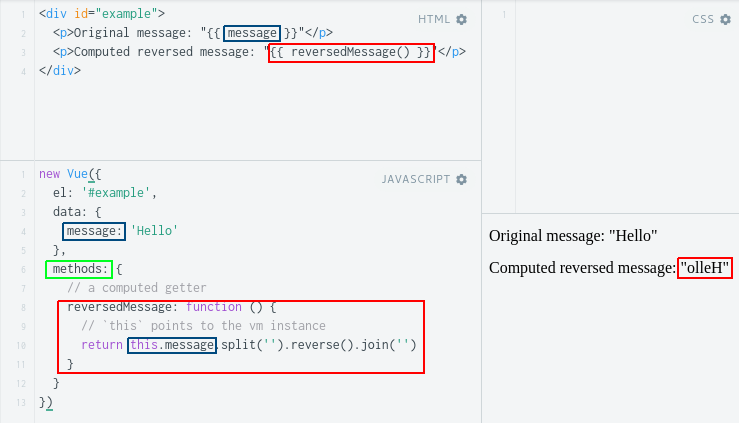 HTML
1 <div id="example">
2 <p>Original message: "{{ message }}"</p>
3 <p>Computed reversed message: "{{ reversedMessage() }}"</p>
4 </div>
CSS
1
JAVASCRIPT
1 new Vue({
2 el: '#example',
3 data: {
4 message: 'Hello'
5 },
6 methods: {
7 // a computed getter
8 reversedMessage: function () {
9 // `this` points to the vm instance
10 return this.message.split('').reverse().join('')
11 }
12 }
13 })
Original message: "Hello"
Computed reversed message: "olleH"